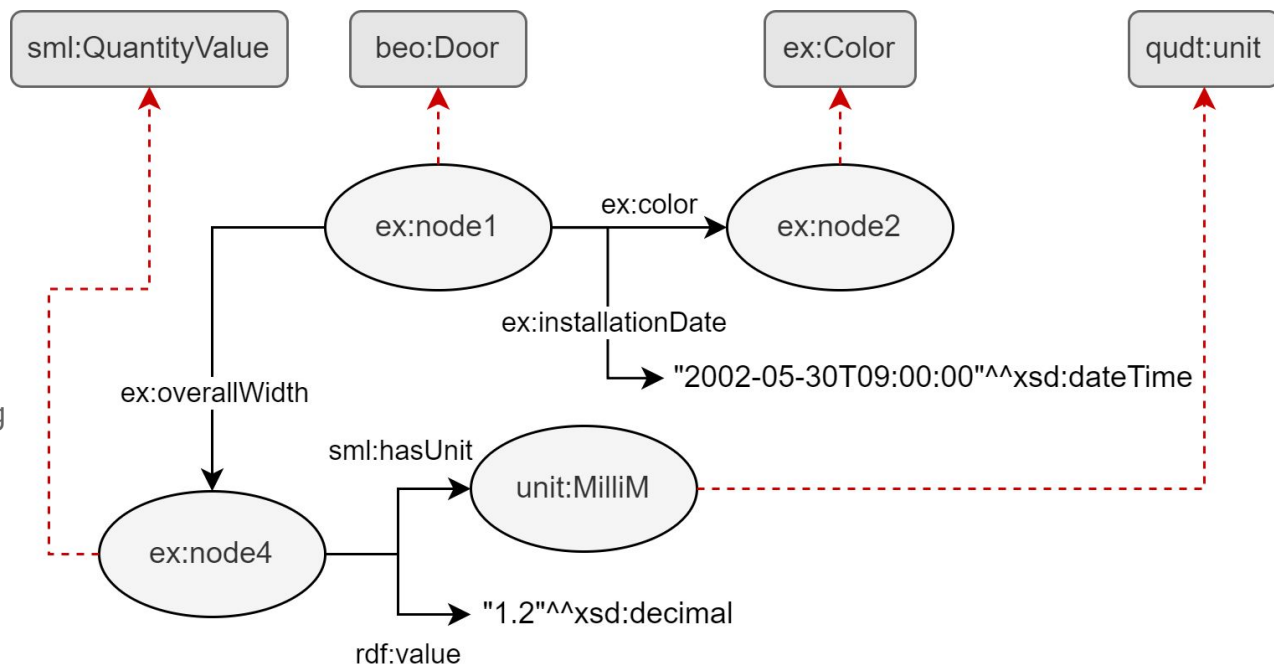 sml:QuantityValue
beo:Door
ex:Color
qudt:unit
ex:node1
ex:color
ex:node2
ex:installationDate
"2002-05-30T09:00:00"^^xsd:dateTime
ex:overallWidth
g
sml:hasUnit
unit:MilliM
ex:node4
"1.2"^^xsd:decimal
rdf:value